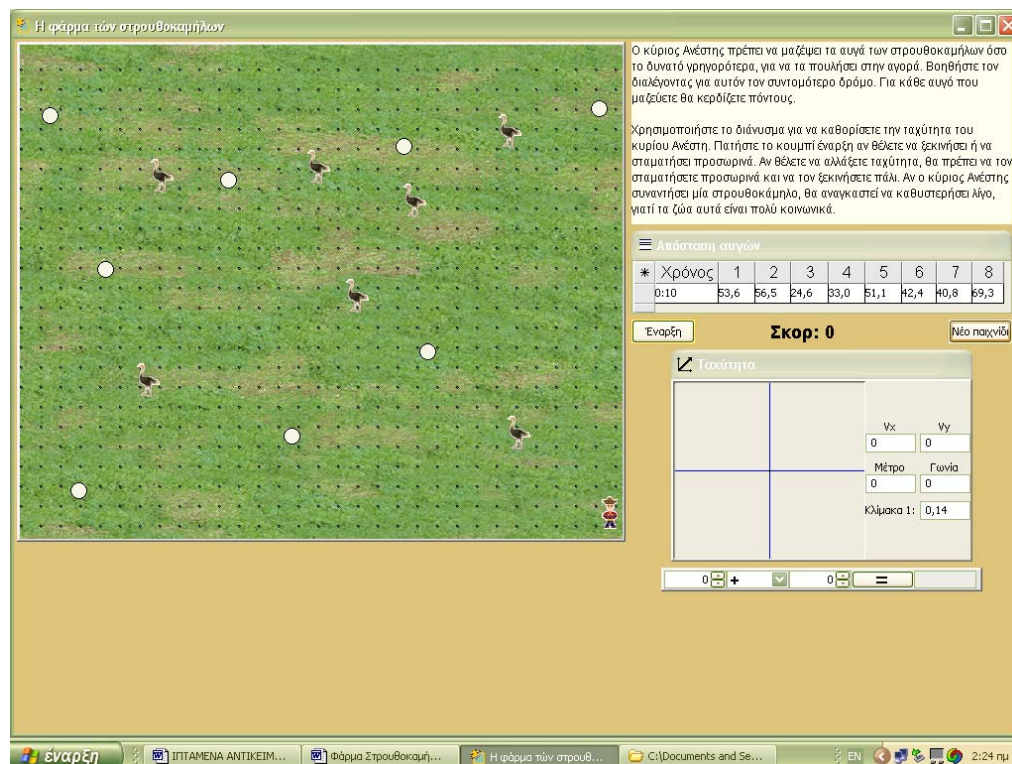 Η φάρμα τών στρουθοκαμήλων
Ο κύριος Ανέστης πρέπει να μαζέψει τα αυγά των στρουθοκαμήλων όσο
το δυνατό γρηγορότερα, για να τα πουλήσει στην αγορά. Βοηθήστε τον
διαλέγοντας για αυτόν τον συντομότερο δρόμο. Για κάθε αυγό που
μαζεύετε θα κερδίζετε πόντους.
Χρησιμοποιήστε το διάνυσμα για να καθορίσετε την ταχύτητα του
κυρίου Ανέστη. Πατήστε το κουμπί έναρξη αν θέλετε να ξεκινήσει ή να
σταματήσει προσωρινά. Αν θέλετε να αλλάξετε ταχύτητα, θα πρέπει να τον
σταματήσετε προσωρινά και να τον ξεκινήσετε πάλι. Αν ο κύριος Ανέστης
συναντήσει μία στρουθοκάμηλο, θα αναγκαστεί να καθυστερήσει λίγο,
γιατί τα ζώα αυτά είναι πολύ κοινωνικά.
Απόσταση αυγών
* Χρόνος 1 2 3 4 5 6 7 8
0:10 53,6 56,5 24,6 33,0 51,1 42,4 40,8 69,3
Έναρξη Σκορ: 0 Νέο παιχνίδι
Ταχύτητα
Vx Vy
0 0
Μέτρο Γωνία
0 0
Κλίμακα 1: 0,14
0 + 0 =
έναρξη ΙΠΤΑΜΕΝΑ ΑΝΤΙΚΕΙΜ... Φάρμα Στρουθοκαμή... Η φάρμα τών στρουθ... C:\Documents and Se... EN 2:24 πμ